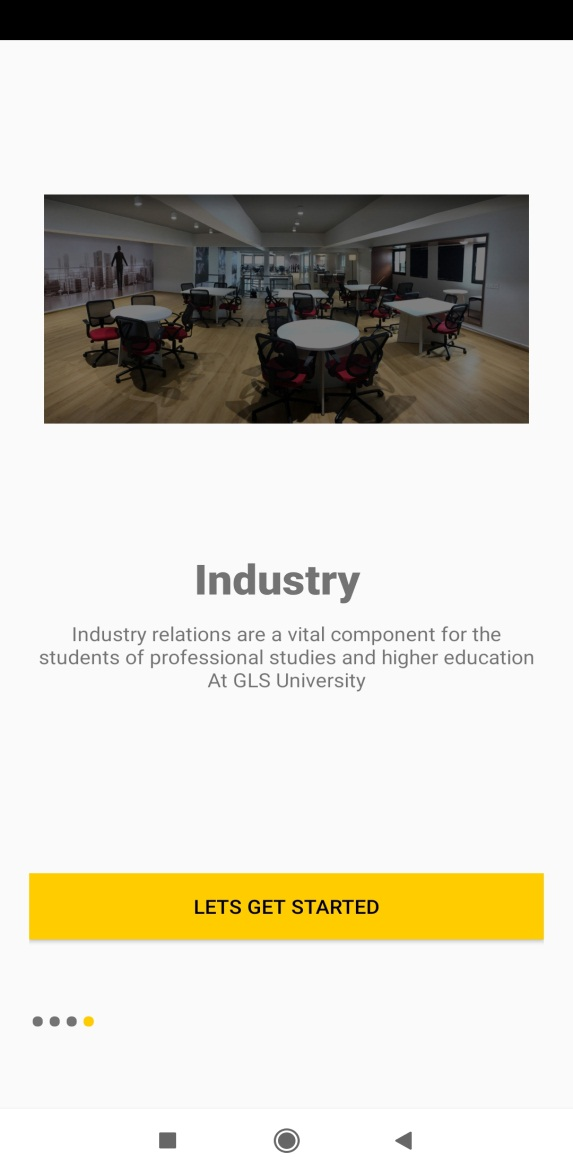 Industry
Industry relations are a vital component for the
students of professional studies and higher education
At GLS University
LETS GET STARTED